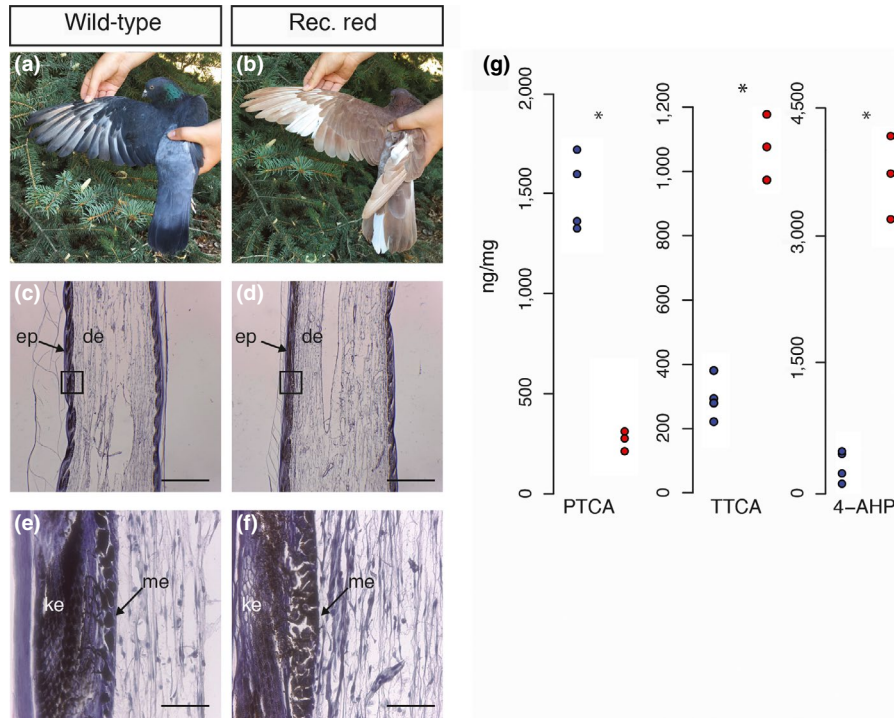 Wild-type
Rec. red
(a)
(b)
(c)
ep
de
(d)
ep
de
(e)
ke
me
(f)
ke
me
(g)
ng/mg
2,000
1,500
1,000
500
0
*
PTCA
1,200
1,000
800
600
400
200
0
*
TTCA
4,500
3,000
1,500
0
*
4-AHP